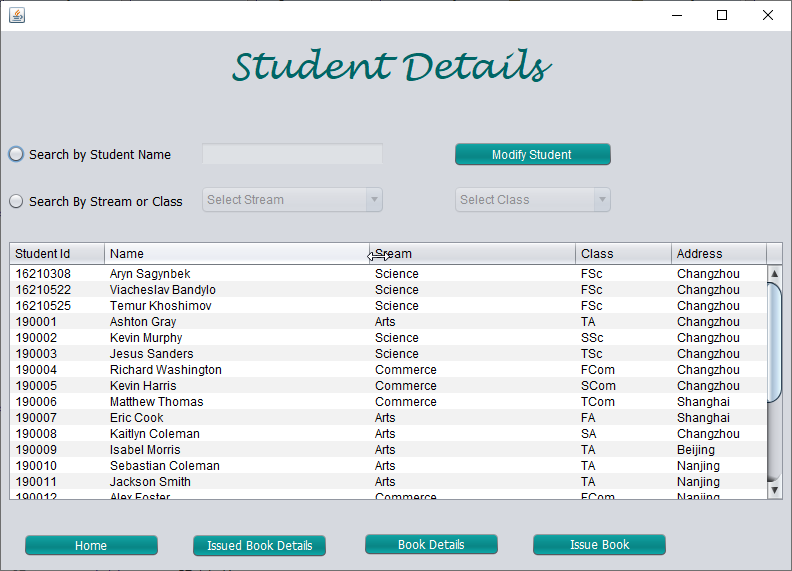 Student Details
Search by Student Name
Modify Student
Search By Stream or Class Select Stream Select Class
Student Id Name Stream Class Address
16210308 Aryn Sagynbek Science FSc Changzhou
16210522 Viacheslav Bandylo Science FSc Changzhou
16210525 Temur Khoshimov Science FSc Changzhou
190001 Ashton Gray Arts TA Changzhou
190002 Kevin Murphy Science SSc Changzhou
190003 Jesus Sanders Science TSc Changzhou
190004 Richard Washington Commerce FCom Changzhou
190005 Kevin Harris Commerce SCom Changzhou
190006 Matthew Thomas Commerce TCom Shanghai
190007 Eric Cook Arts FA Shanghai
190008 Kaitlyn Coleman Arts SA Changzhou
190009 Isabel Morris Arts TA Beijing
190010 Sebastian Coleman Arts TA Nanjing
190011 Jackson Smith Arts TA Nanjing
190012 Alex Foster Commerce FCom Nanjing
Home Issued Book Details Book Details Issue Book